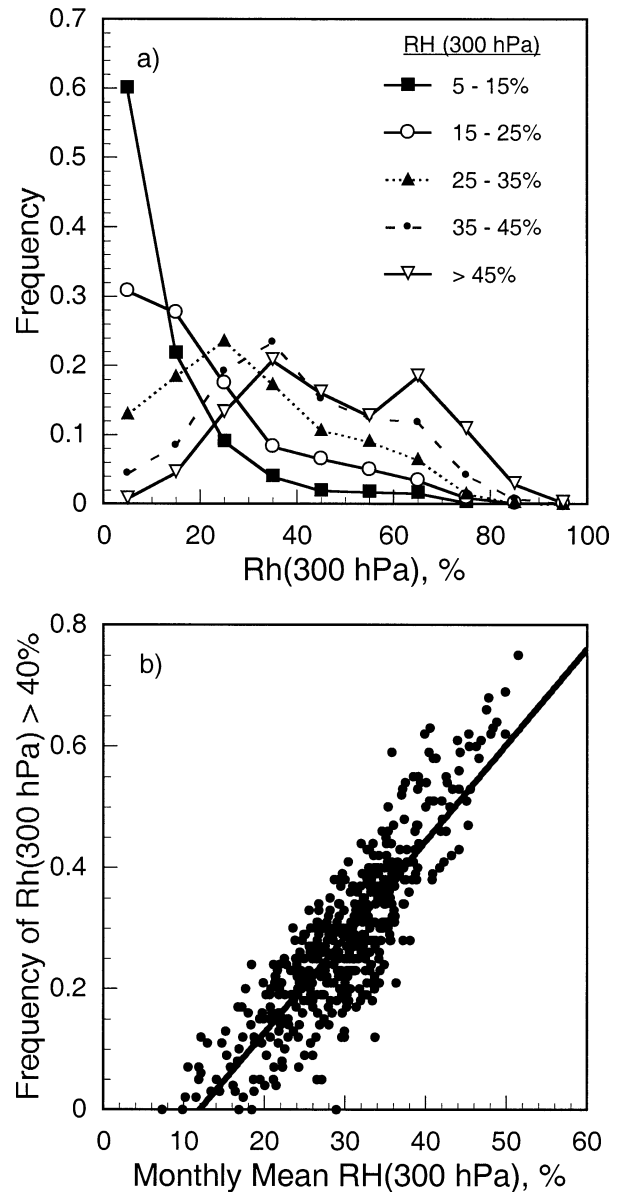 0.7
RH (300 hPa)
a)
0.6
5 - 15%
15 - 25%
0.5
25 - 35%
0.4
35 - 45%
Frequency
> 45%
0.3
0.2
0.1
0
0 20 40 60 80 100
Rh(300 hPa), %
0.8
b)
0.6
Frequency of Rh(300 hPa) > 40%
0.4
0.2
0
0 10 20 30 40 50 60
Monthly Mean RH(300 hPa), %